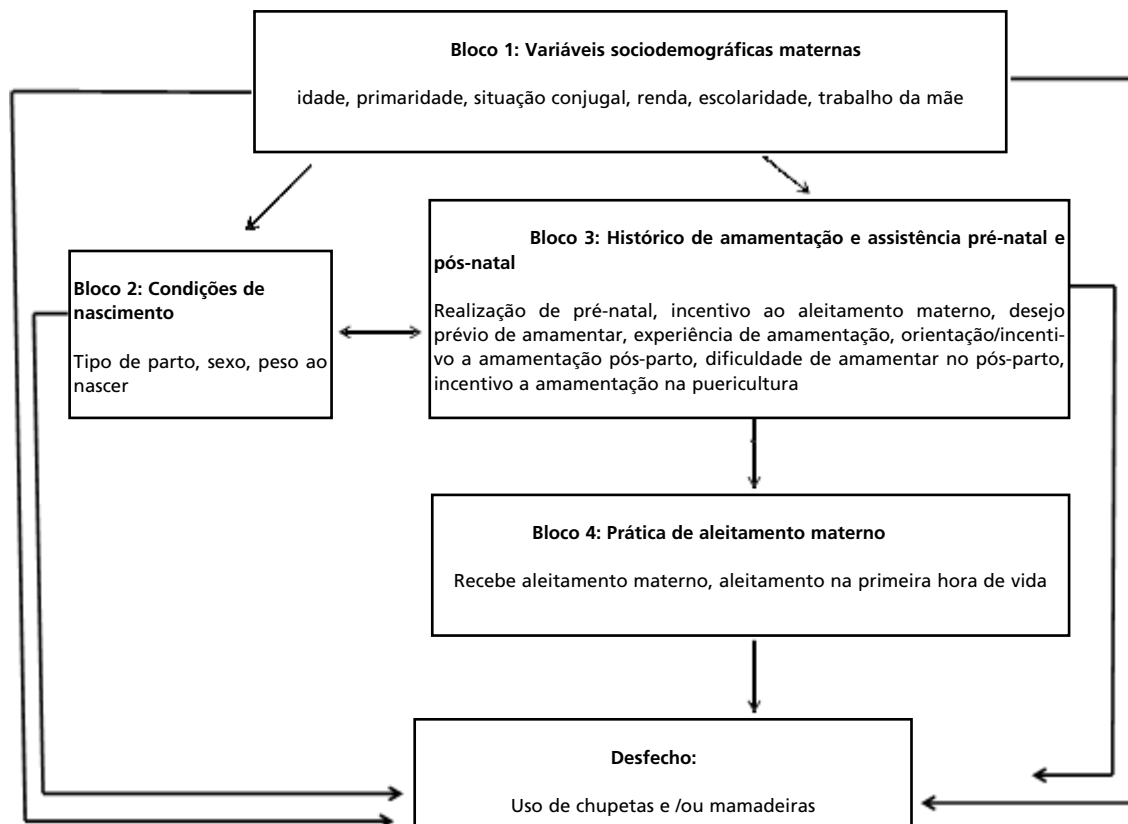 Bloco 1: Variáveis sociodemográficas maternas
idade, primaridade, situação conjugal, renda, escolaridade, trabalho da mãe
Bloco 2: Condições de
nascimento
Tipo de parto, sexo, peso ao
nascer
Bloco 3: Histórico de amamentação e assistência pré-natal e
pós-natal
Realização de pré-natal, incentivo ao aleitamento materno, desejo
prévio de amamentar, experiência de amamentação, orientação/incenti-
vo a amamentação pós-parto, dificuldade de amamentar no pós-parto,
incentivo a amamentação na puericultura
Bloco 4: Prática de aleitamento materno
Recebe aleitamento materno, aleitamento na primeira hora de vida
Desfecho:
Uso de chupetas e /ou mamadeiras